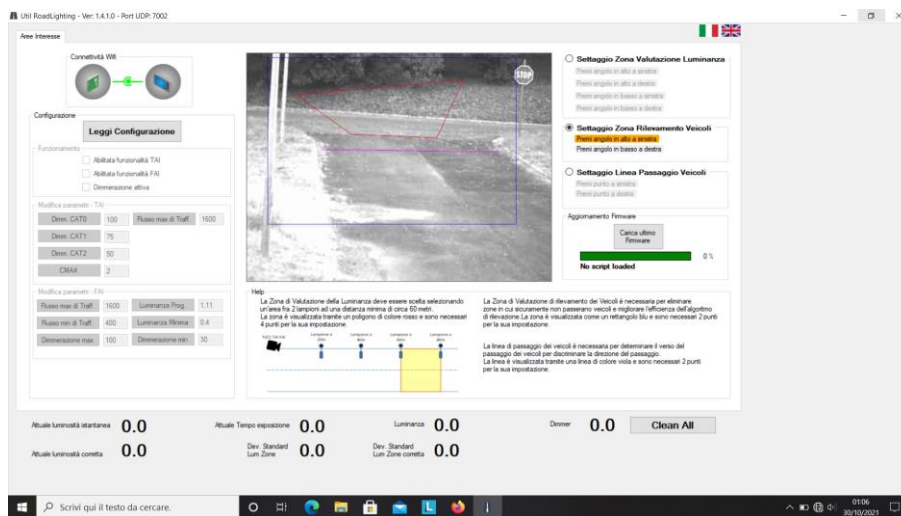 Util RoadLighting - Ver: 1.4.1.0 - Port UDP: 7002
Aree Interesse
Connettività Wifi
Configurazione
Leggi Configurazione
Funzionamento
Abilitata funzionalità TAI
Abilitata funzionalità FAI
Dimmerazione attiva
Modifica parametri - TAI
Dimm. CAT0 100 Flusso max di Traff. 1600
Dimm. CAT1 75
Dimm. CAT2 50
CMA4 2
Modifica parametri - FAI
Flusso max di Traff. 1600 Luminanza Prog. 1.11
Flusso min di Traff. 400 Luminanza Minima 0.4
Dimmerazione max 100 Dimmerazione min 30
STOP
Settaggio Zona Valutazione Luminanza
Premi angolo in alto a sinistra
Premi angolo in alto a destra
Premi angolo in basso a sinistra
Premi angolo in basso a destra
Settaggio Zona Rilevamento Veicoli
Premi angolo in alto a sinistra
Premi angolo in basso a destra
Settaggio Linea Passaggio Veicoli
Premi punto a sinistra
Premi punto a destra
Aggiornamento Firmware
Carica ultimo
Firmware
0 %
No script loaded
Help
La Zona di Valutazione della Luminanza deve essere scelta selezionando
un'area fra 2 lampioni ad una distanza minima di circa 60 metri.
La zona è visualizzata tramite un poligono di colore rosso e sono necessari
4 punti per la sua impostazione.
Lampione a Lampione a Lampione a Lampione a
La Zona di Valutazione di rilevamento dei Veicoli è necessaria per eliminare
zone in cui sicuramente non passeranno veicoli e migliorare l'efficienza dell'algoritmo
di rilevazione.La zona è visualizzata come un rettangolo blu e sono necessari 2 punti
per la sua impostazione.
La linea di passaggio dei veicoli è necessaria per determinare il verso del
passaggio dei veicoli per discriminare la direzione del passaggio.
La linea è visualizzata tramite una linea di colore viola e sono necessari 2 punti
per la sua impostazione.
Attuale luminosità istantanea 0.0 Attuale Tempo esposizione 0.0 Luminanza 0.0 Dimmer 0.0 Clean All
Attuale luminosità corretta 0.0 Dev. Standard
Lum Zone 0.0 Dev. Standard
Lum Zone corretta 0.0
Scrivi qui il testo da cercare.
01:06
30/10/2021